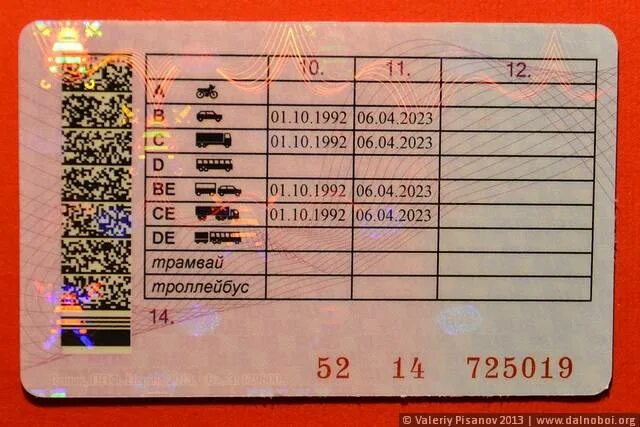 10. 11. 12.
A
B 01.10.1992 06.04.2023
C 01.10.1992 06.04.2023
D
BE 01.10.1992 06.04.2023
CE 01.10.1992 06.04.2023
DE
трамвай
троллейбус
14.
52 14 725019
© Valeriy Pisanov 2013 | www.dalnoboi.org